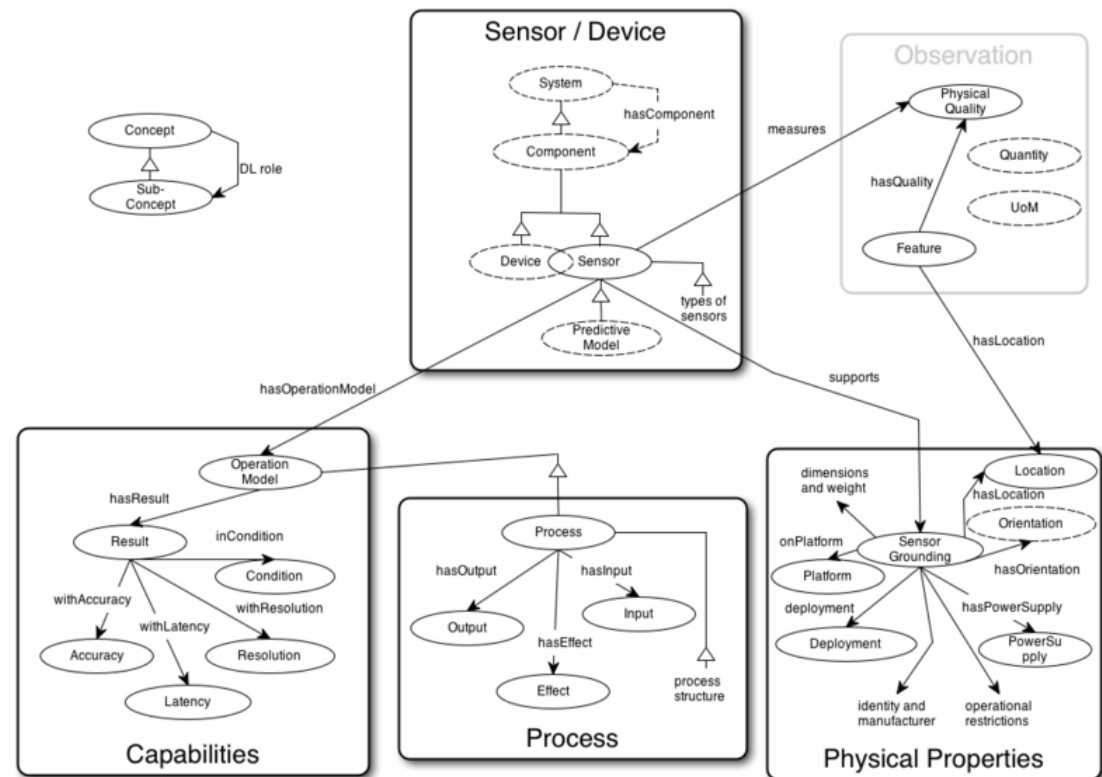 Sensor / Device
System
hasComponent
Component
Device
Sensor
types of
sensors
Predictive
Model
Concept
DL role
Sub-
Concept
Observation
Physical
Quality
measures
Quantity
hasQuality
UoM
Feature
hasLocation
hasOperationModel
supports
Operation
Model
hasResult
Result
inCondition
Condition
withAccuracy
withLatency
withResolution
Accuracy
Resolution
Latency
Capabilities
Process
hasOutput
hasInput
Output
Input
hasEffect
Effect
process
structure
Process
dimensions
and weight
Location
hasLocation
Orientation
onPlatform
Sensor
Grounding
hasOrientation
Platform
deployment
hasPowerSupply
Deployment
PowerSu
pply
identity and
manufacturer
operational
restrictions
Physical Properties